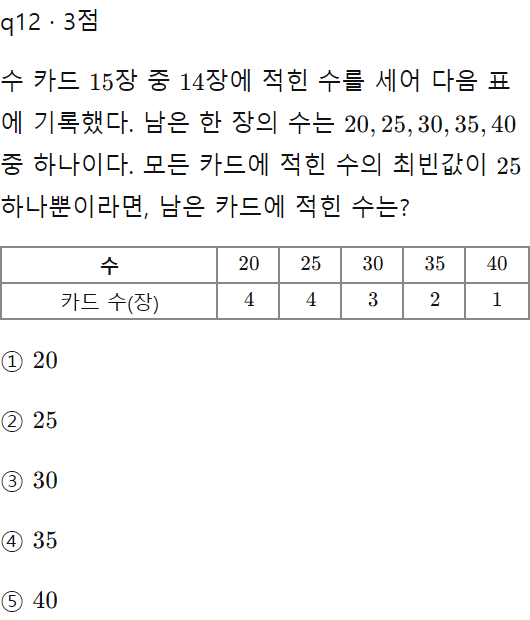 q12 · 3점
수 카드 15장 중 14장에 적힌 수를 세어 다음 표
에 기록했다. 남은 한 장의 수는 20, 25, 30, 35, 40
중 하나이다. 모든 카드에 적힌 수의 최빈값이 25
하나뿐이라면, 남은 카드에 적힌 수는?
수 20 25 30 35 40
카드 수(장) 4 4 3 2 1
① 20
② 25
③ 30
④ 35
⑤ 40